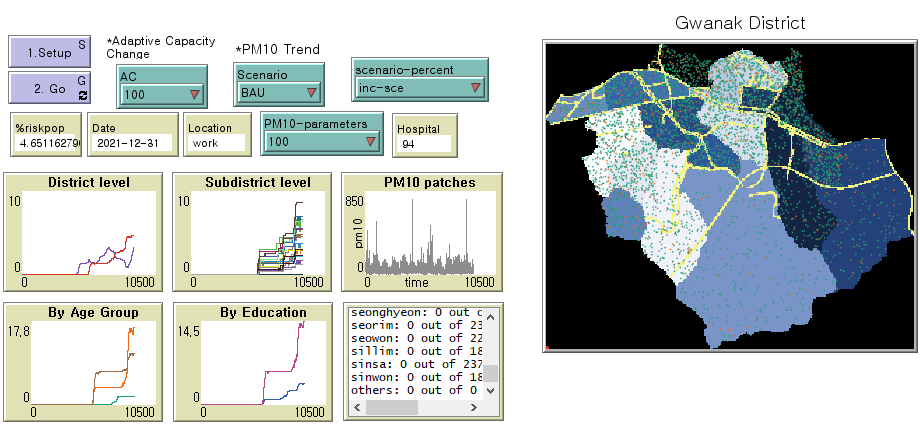 Gwanak District
1.Setup
S
*Adaptive Capacity
Change
*PM10 Trend
2. Go
G
AC
100
Scenario
BAU
scenario-percent
inc-sce
%riskpop
4.65116279
Date
2021-12-31
Location
work
PM10-parameters
100
Hospital
94
District level
10
0
0
10500
Subdistrict level
10
0
0
10500
PM10 patches
850
pm10
0
0
time
10500
By Age Group
17.8
0
0
10500
By Education
14.5
0
0
10500
seonghyeon: 0 out
seorim: 0 out of 23
seowon: 0 out of 22
sillim: 0 out of 18
sinsa: 0 out of 237
sinwon: 0 out of 18
others: 0 out of 0